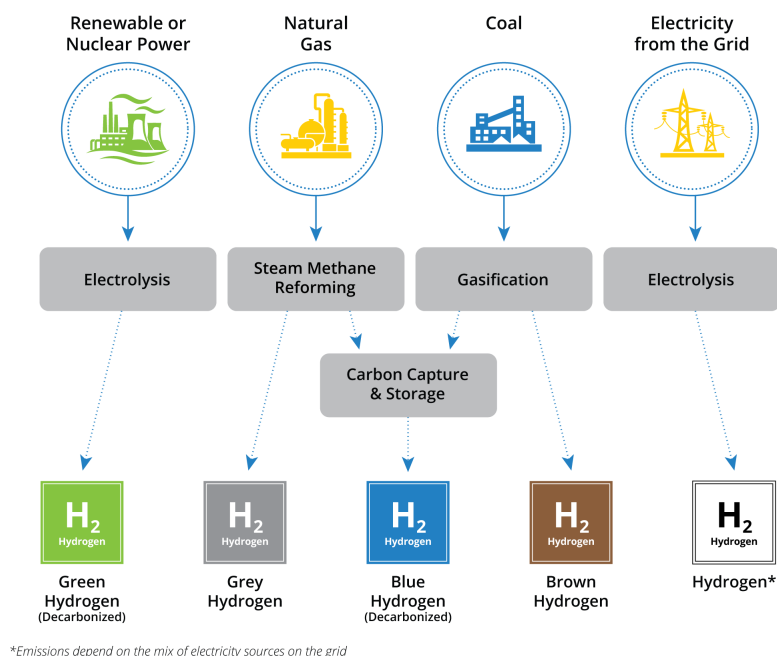 Renewable or
Nuclear Power
Natural
Gas
Coal
Electricity
from the Grid
Electrolysis
Steam Methane
Reforming
Gasification
Electrolysis
Carbon Capture
& Storage
H2
Hydrogen
H2
Hydrogen
H2
Hydrogen
H2
Hydrogen
H2
Hydrogen
Green
Hydrogen
(Decarbonized)
Grey
Hydrogen
Blue
Hydrogen
(Decarbonized)
Brown
Hydrogen
Hydrogen*
*Emissions depend on the mix of electricity sources on the grid